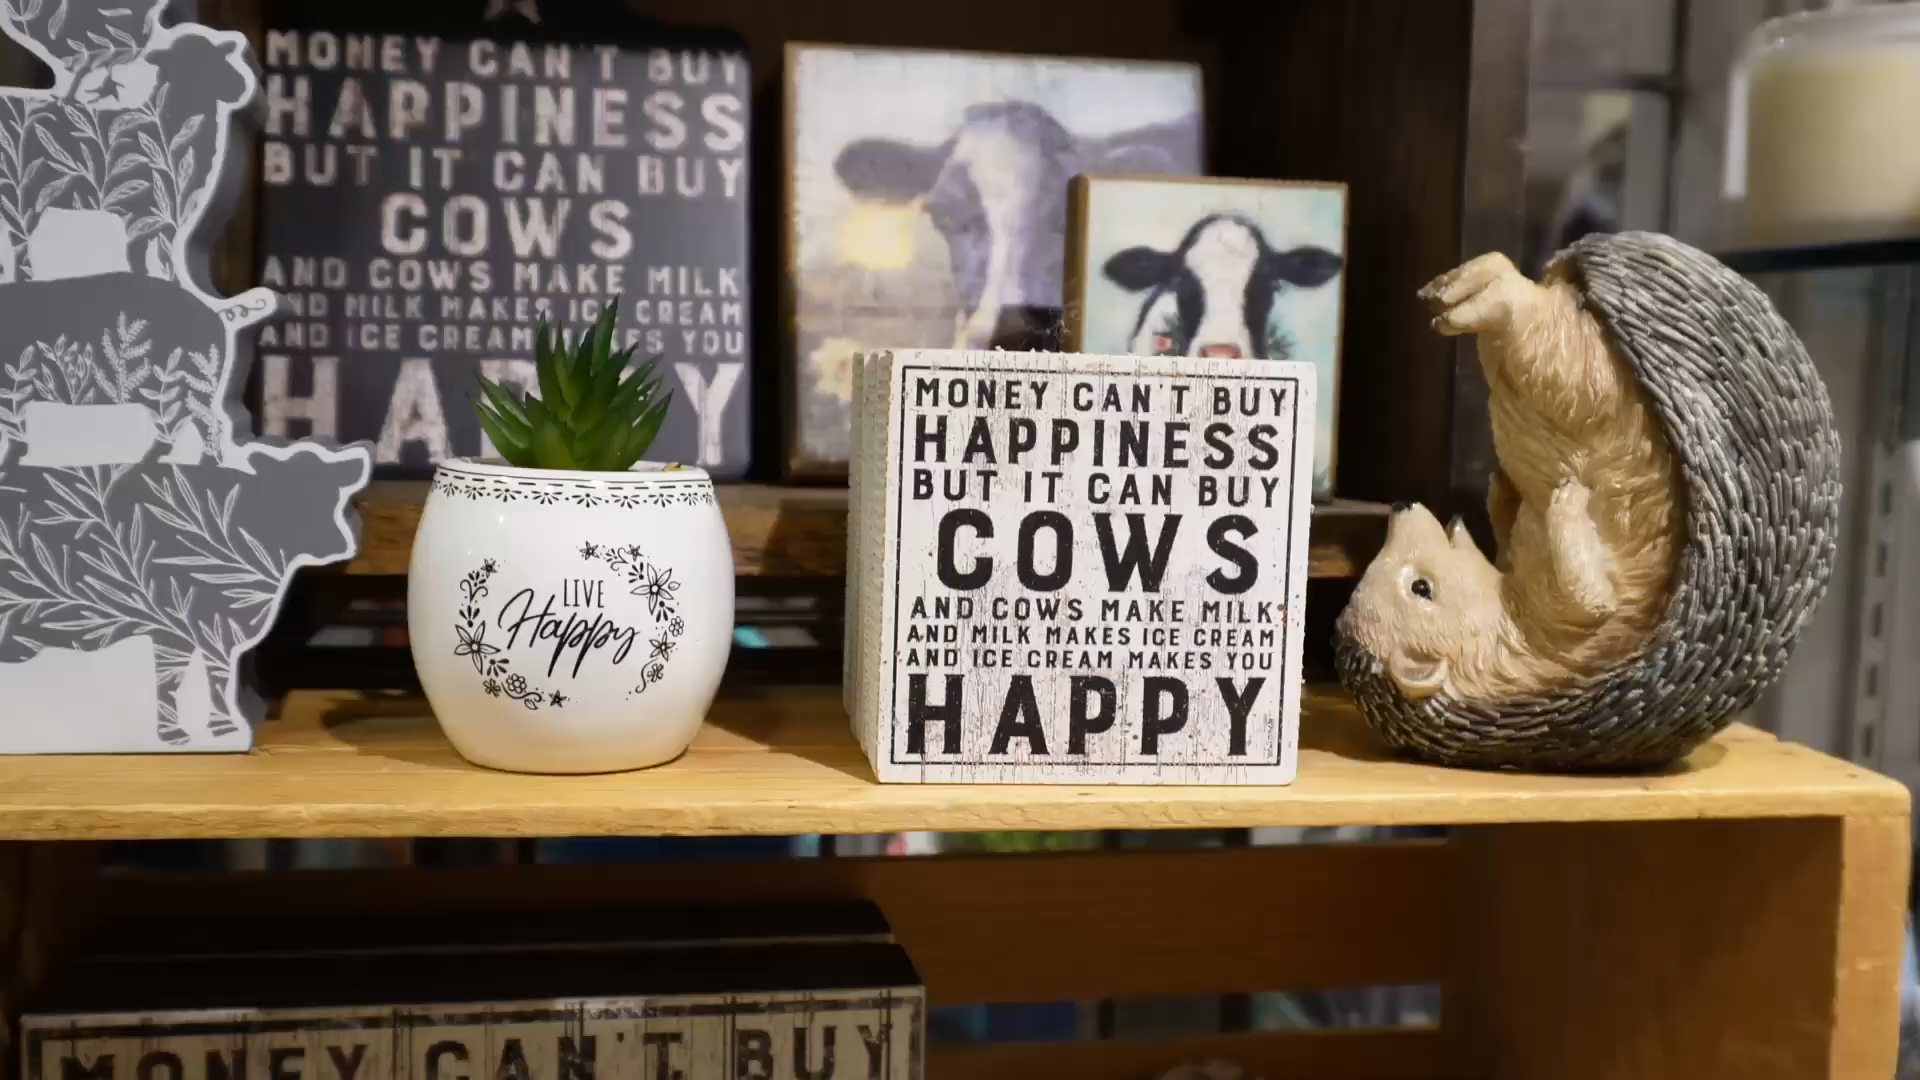 MONEY CAN'T BUY
HAPPINESS
BUT IT CAN BUY
COWS
AND COWS MAKE MILK
AND MILK MAKES ICE CREAM
AND ICE CREAM MAKES YOU
HAPPY
LIVE
Happy
MONEY CAN'T BUY
HAPPINESS
BUT IT CAN BUY
COWS
AND COWS MAKE MILK
AND MILK MAKES ICE CREAM
AND ICE CREAM MAKES YOU
HAPPY
MONEY CAN'T BUY